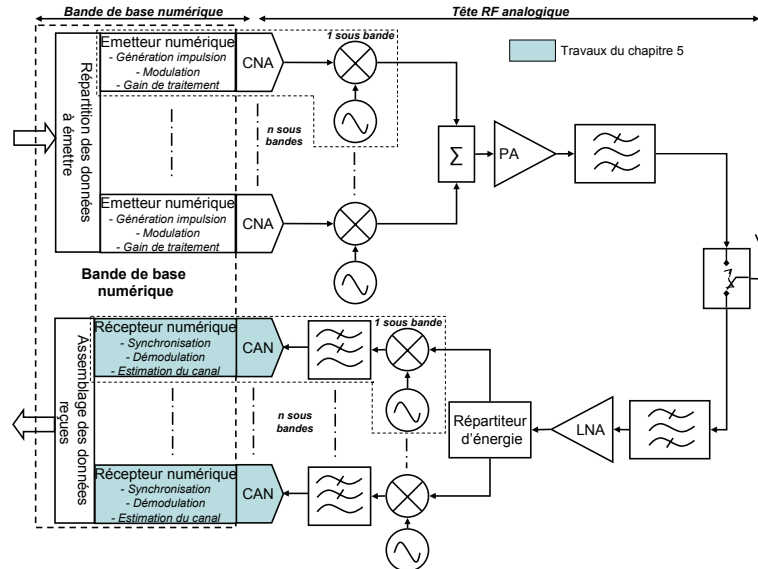 Bande de base numérique
Tête RF analogique
1 sous bande
Travaux du chapitre 5
Répartition des données
à émettre
Emetteur numérique
- Génération impulsion
- Modulation
- Gain de traitement
CNA
n sous
bandes
Σ
PA
Emetteur numérique
- Génération impulsion
- Modulation
- Gain de traitement
CNA
Bande de base
numérique
Assemblage des données
reçues
Récepteur numérique
- Synchronisation
- Démodulation
- Estimation du canal
CAN
1 sous bande
n sous
bandes
Répartiteur
d'énergie
LNA
Récepteur numérique
- Synchronisation
- Démodulation
- Estimation du canal
CAN